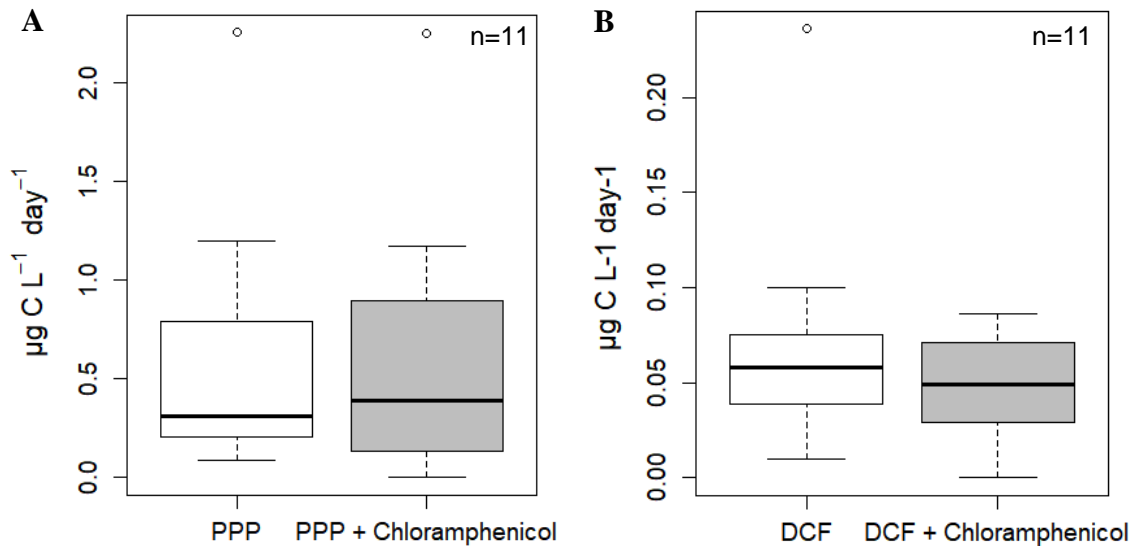 A
n=11
µg C L−1 day−1
2.0
1.5
1.0
0.5
0.0
PPP
PPP + Chloramphenicol
B
n=11
µg C L-1 day-1
0.20
0.15
0.10
0.05
0.00
DCF
DCF + Chloramphenicol